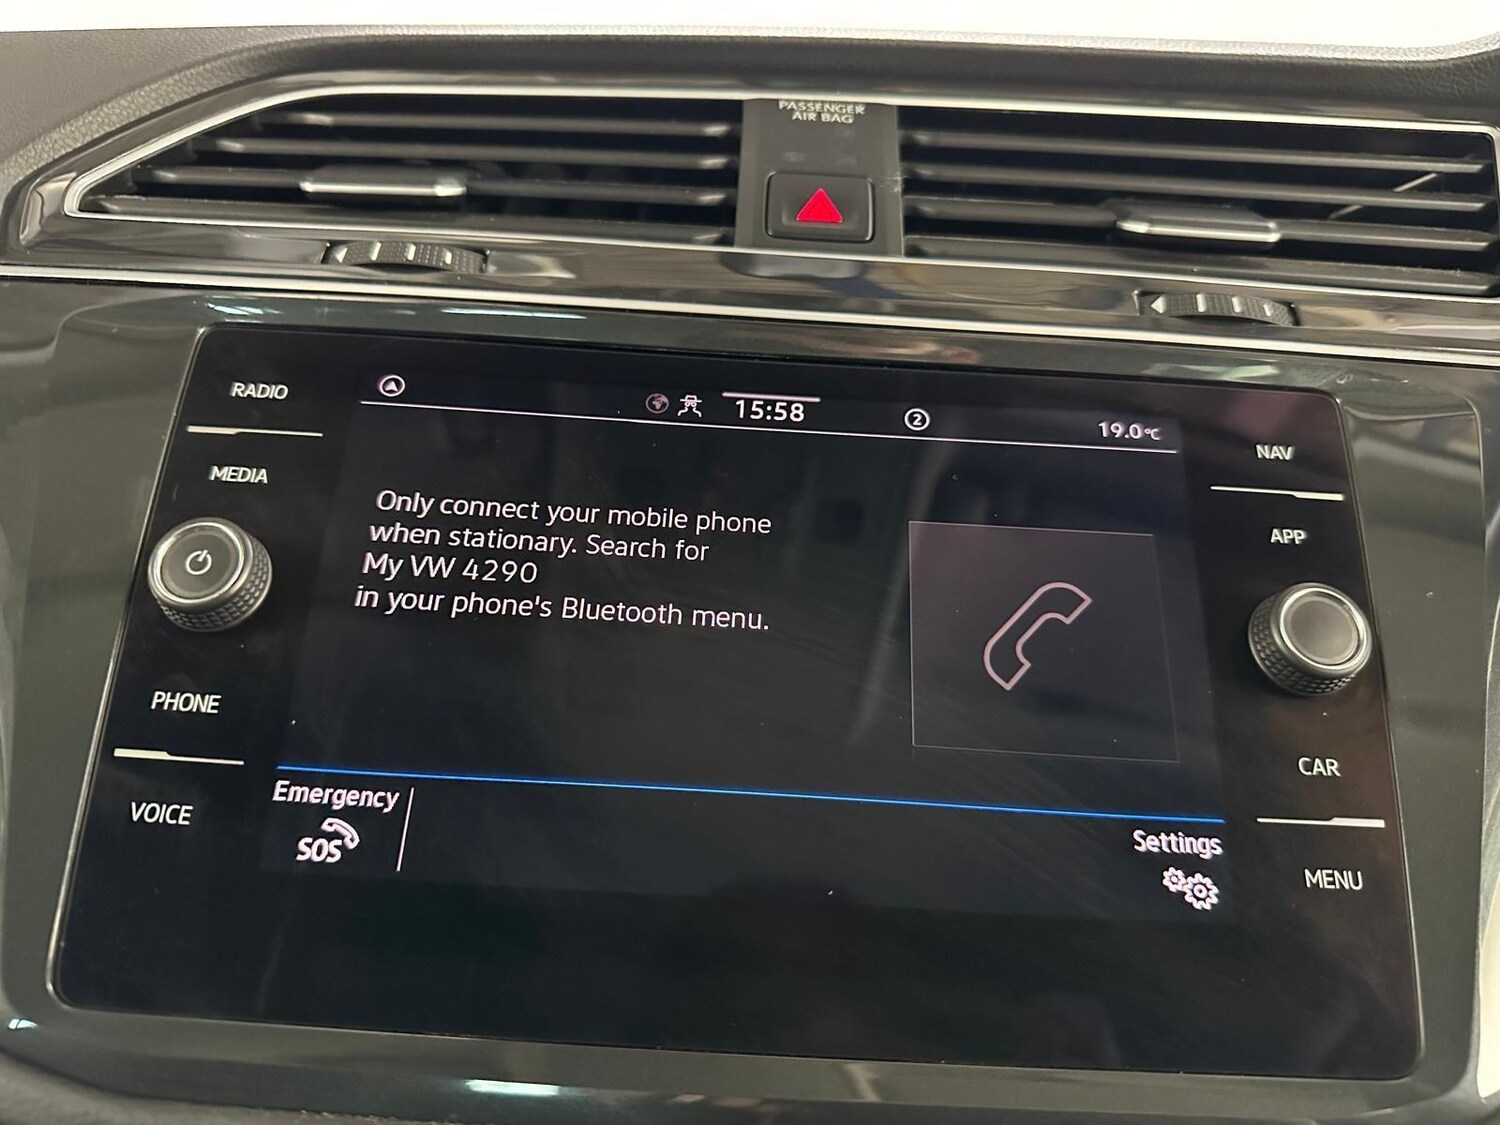 PASSENGER
AIR BAG
RADIO
MEDIA
PHONE
VOICE
15:58
2
19.0°C
Only connect your mobile phone
when stationary. Search for
My VW 4290
in your phone's Bluetooth menu.
Emergency
SOS
Settings
NAV
APP
CAR
MENU